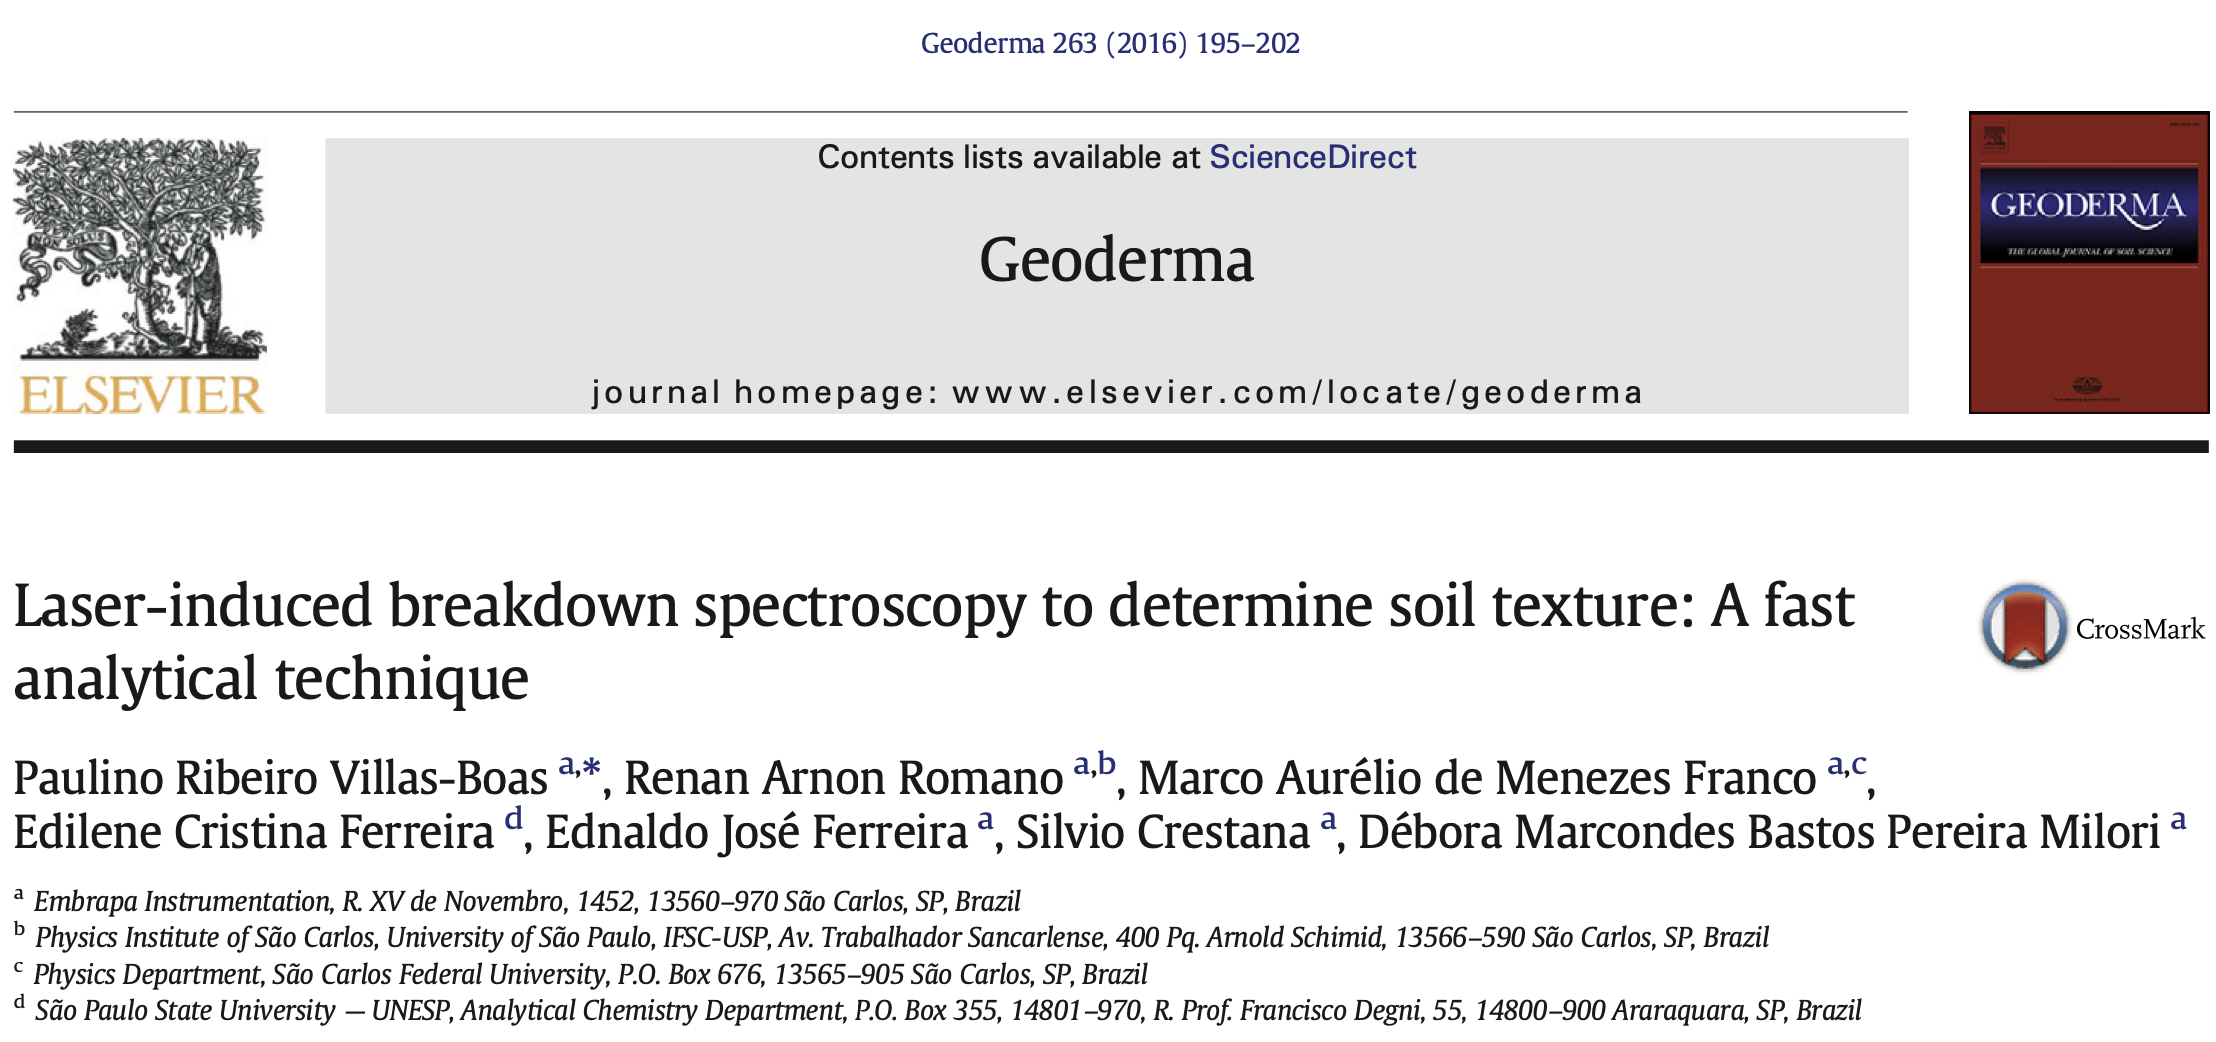 Geoderma 263 (2016) 195–202
Contents lists available at ScienceDirect
Geoderma
journal homepage: www.elsevier.com/locate/geoderma
NON SOLUS
ELSEVIER
GEODERMA
THE GLOBAL JOURNAL OF SOIL SCIENCE
Laser-induced breakdown spectroscopy to determine soil texture: A fast
analytical technique
CrossMark
Paulino Ribeiro Villas-Boas a,*, Renan Arnon Romano a,b, Marco Aurélio de Menezes Franco a,c,
Edilene Cristina Ferreira d, Ednaldo José Ferreira a, Silvio Crestana a, Débora Marcondes Bastos Pereira Milori a
a Embrapa Instrumentation, R. XV de Novembro, 1452, 13560–970 São Carlos, SP, Brazil
b Physics Institute of São Carlos, University of São Paulo, IFSC-USP, Av. Trabalhador Sancarlense, 400 Pq. Arnold Schimid, 13566–590 São Carlos, SP, Brazil
c Physics Department, São Carlos Federal University, P.O. Box 676, 13565–905 São Carlos, SP, Brazil
d São Paulo State University — UNESP, Analytical Chemistry Department, P.O. Box 355, 14801–970, R. Prof. Francisco Degni, 55, 14800–900 Araraquara, SP, Brazil